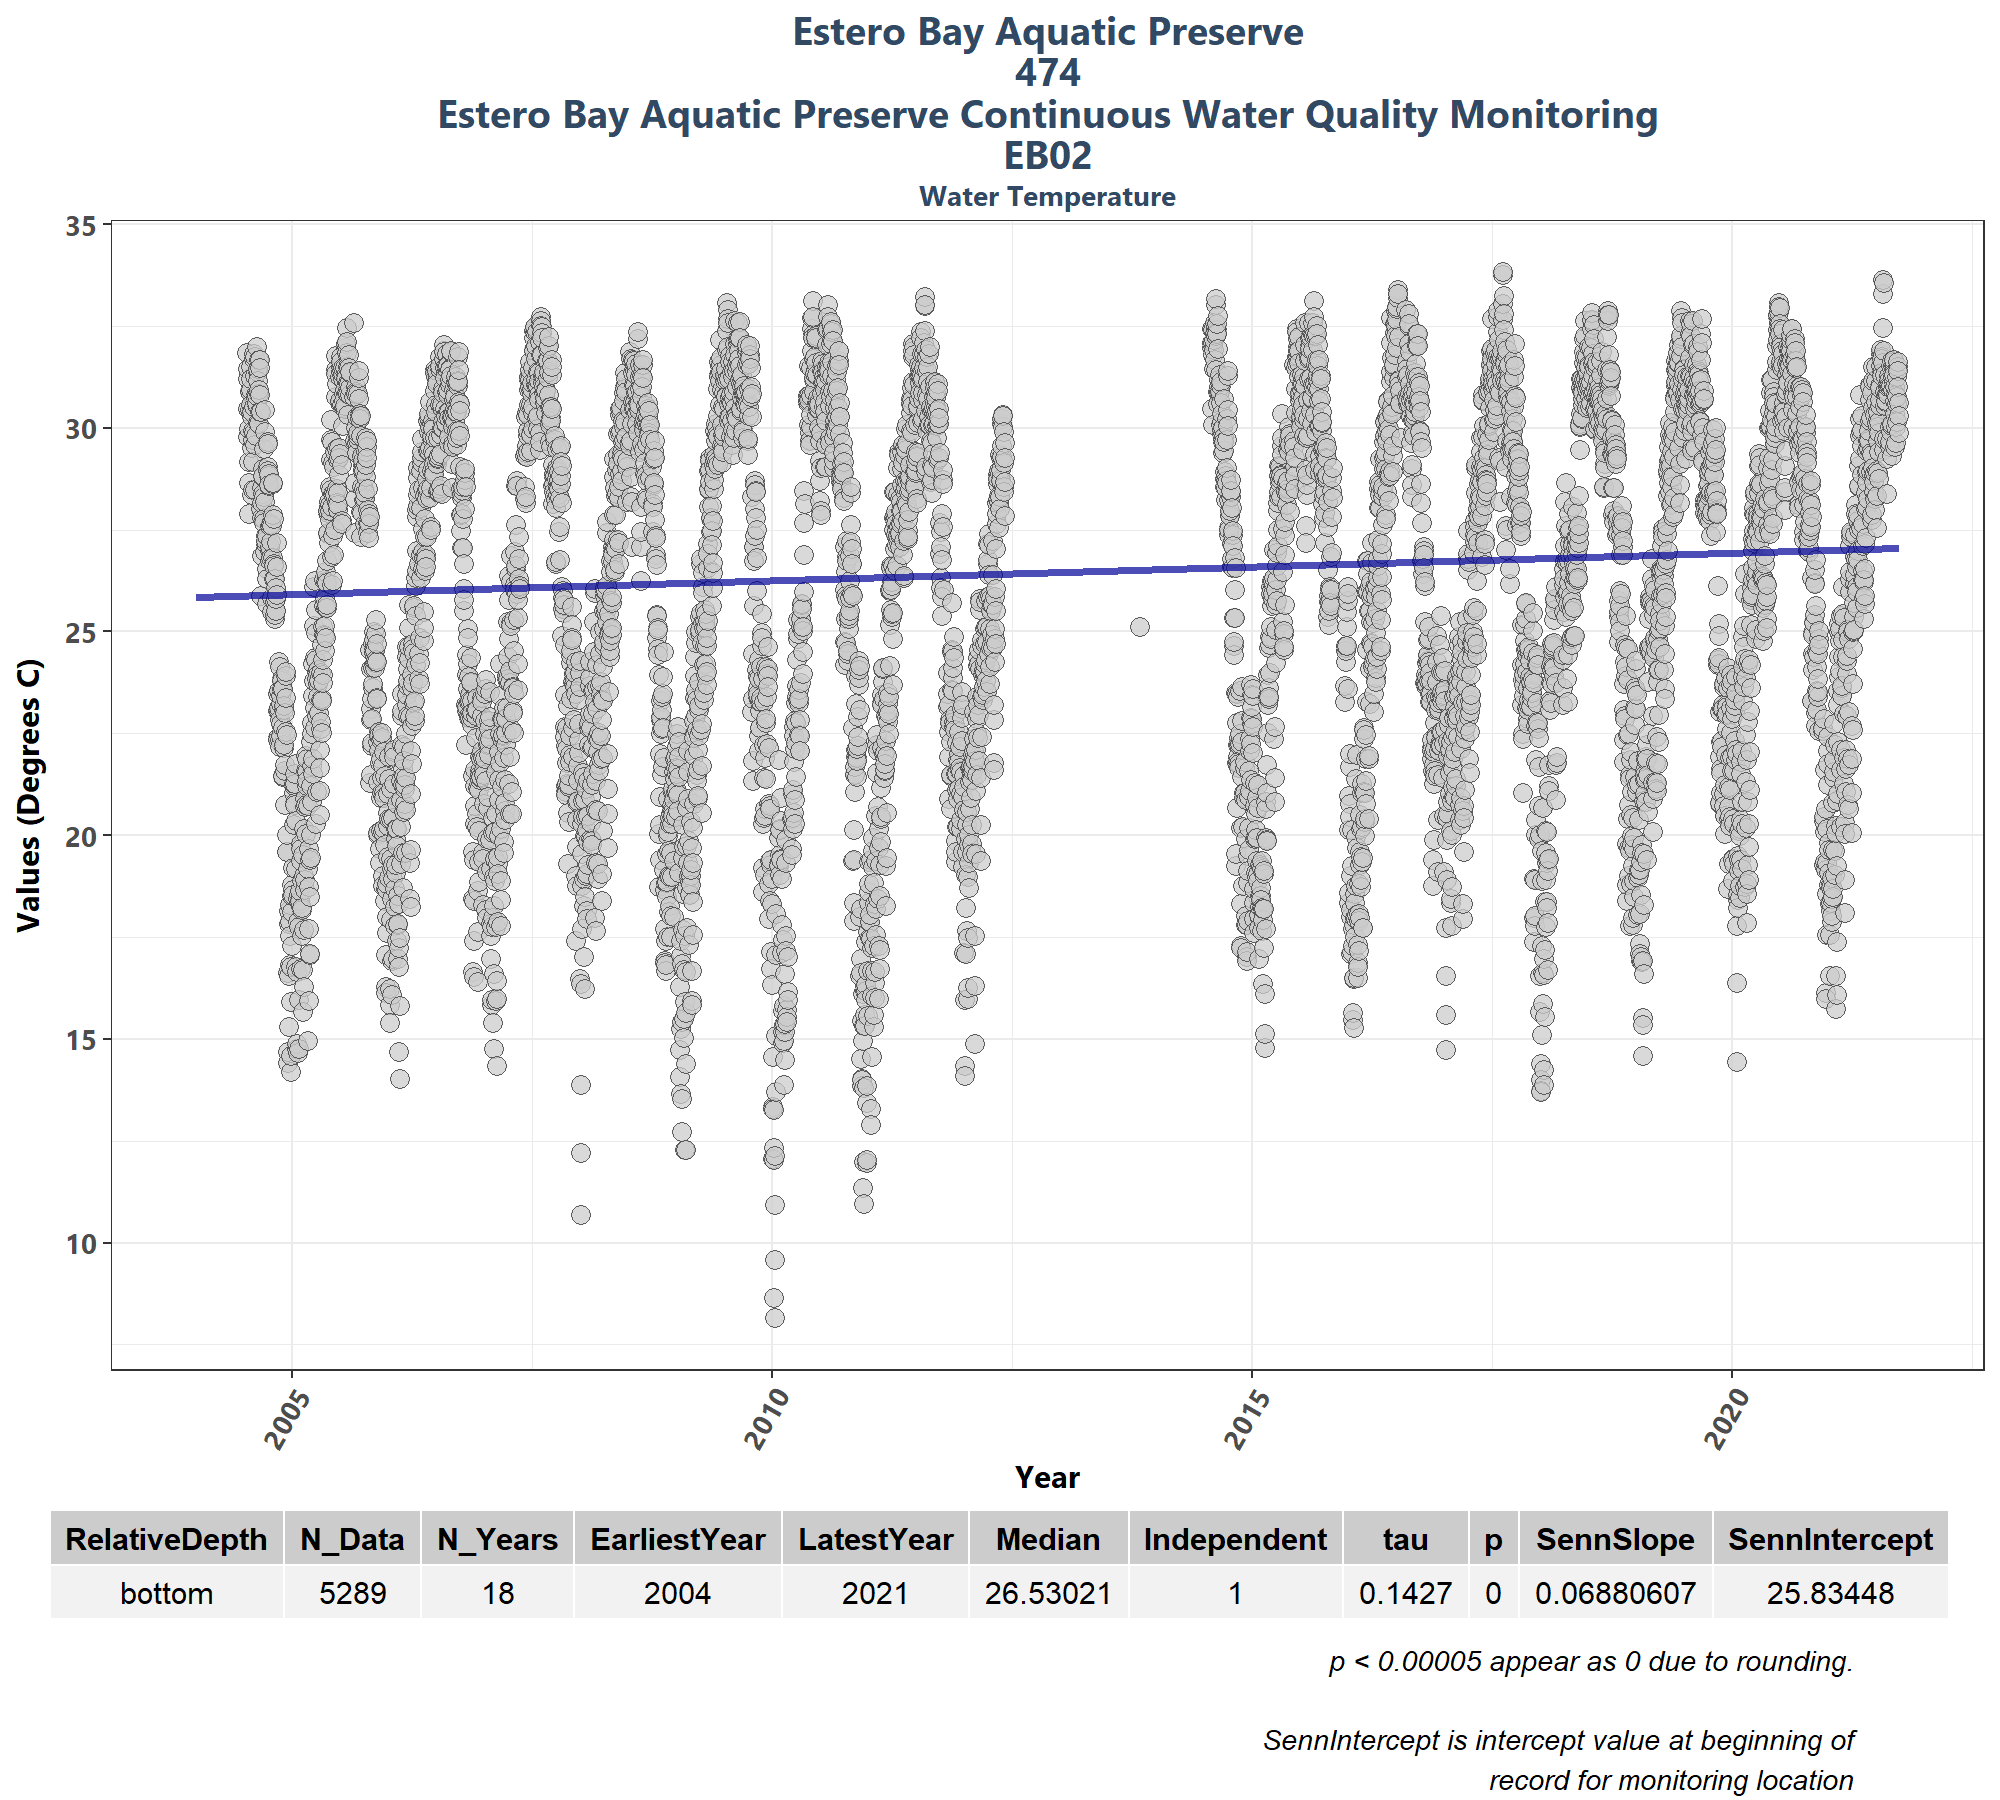 Estero Bay Aquatic Preserve
474
Estero Bay Aquatic Preserve Continuous Water Quality Monitoring
EB02
Water Temperature
35
30
25
20
15
10
Values (Degrees C)
2005 2010 2015 2020
Year
RelativeDepth N_Data N_Years EarliestYear LatestYear Median Independent tau p SennSlope SennIntercept
bottom 5289 18 2004 2021 26.53021 1 0.1427 0 0.06880607 25.83448
p < 0.00005 appear as 0 due to rounding.
SennIntercept is intercept value at beginning of
record for monitoring location